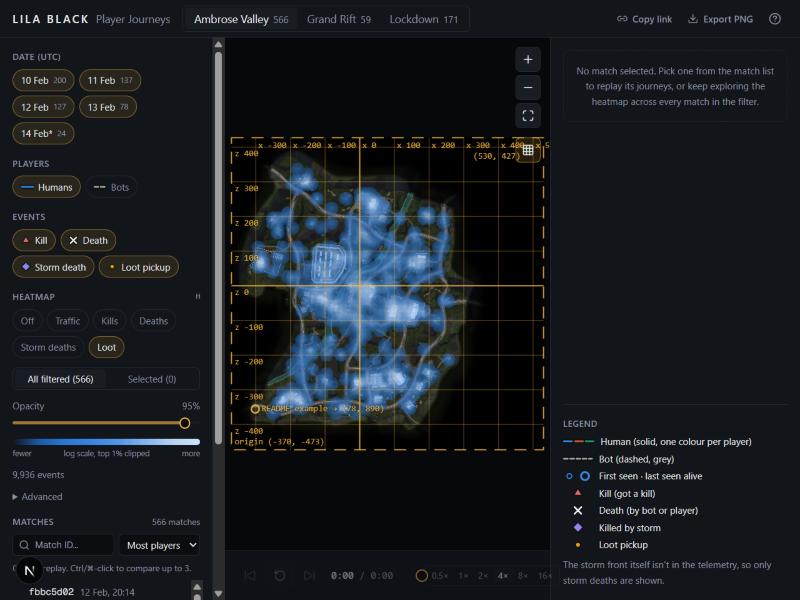 LILA BLACK Player Journeys
Ambrose Valley 566 Grand Rift 59 Lockdown 171
Copy link Export PNG
DATE (UTC)
10 Feb 200 11 Feb 137
12 Feb 127 13 Feb 78
14 Feb* 24
PLAYERS
Humans Bots
EVENTS
Kill Death
Storm death Loot pickup
HEATMAP H
Off Traffic Kills Deaths
Storm deaths Loot
All filtered (566) Selected (0)
Opacity 95%
fewer log scale, top 1% clipped more
9,936 events
Advanced
MATCHES 566 matches
Match ID... Most players
replay. Ctrl/⌘-click to compare up to 3.
N
fbbc5d02 12 Feb, 20:14
+
−
x -300 x -200 x -100 x 0 x 100 x 200 x 300 x 400
z 400
(530, 427)
z 300
z 200
z 100
z 0
z -100
z -200
z -300
README example
890)
z -400
origin (-370, -473)
0:00 / 0:00 0.5× 1× 2× 4× 8× 16×
No match selected. Pick one from the match list
to replay its journeys, or keep exploring the
heatmap across every match in the filter.
LEGEND
Human (solid, one colour per player)
Bot (dashed, grey)
First seen · last seen alive
Kill (got a kill)
Death (by bot or player)
Killed by storm
Loot pickup
The storm front itself isn't in the telemetry, so only
storm deaths are shown.